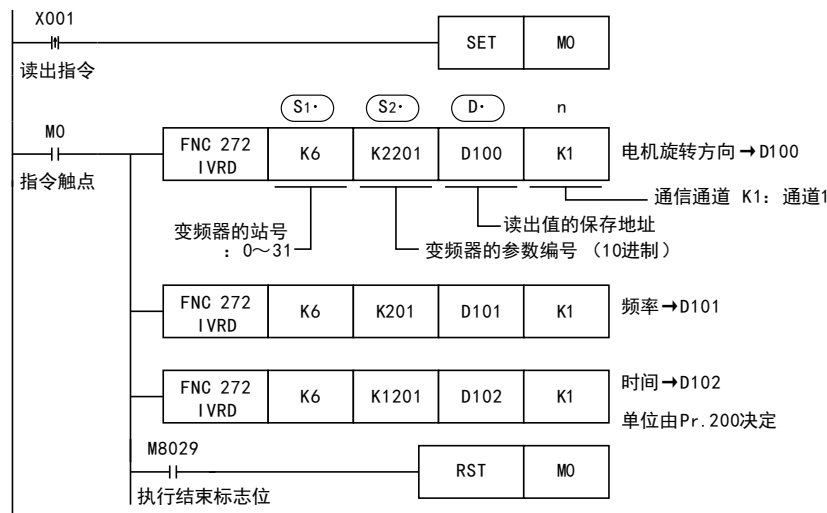 X001
SET M0
读出指令
S1· S2· D· n
M0
FNC 272 IVRD K6 K2201 D100 K1 电机旋转方向→D100
指令触点
通信通道 K1：通道1
读出值的保存地址
变频器的站号
：0～31
变频器的参数编号 （10进制）
FNC 272 IVRD K6 K201 D101 K1 频率→D101
FNC 272 IVRD K6 K1201 D102 K1 时间→D102
单位由Pr.200决定
M8029
RST M0
执行结束标志位